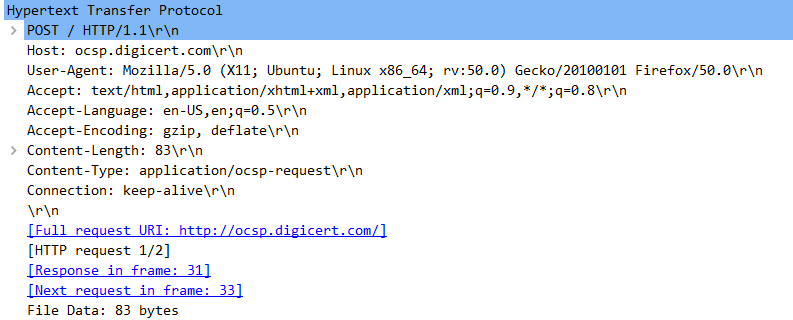 Hypertext Transfer Protocol
POST / HTTP/1.1\r\n
Host: ocsp.digicert.com\r\n
User-Agent: Mozilla/5.0 (X11; Ubuntu; Linux x86_64; rv:50.0) Gecko/20100101 Firefox/50.0\r\n
Accept: text/html,application/xhtml+xml,application/xml;q=0.9,*/*;q=0.8\r\n
Accept-Language: en-US,en;q=0.5\r\n
Accept-Encoding: gzip, deflate\r\n
Content-Length: 83\r\n
Content-Type: application/ocsp-request\r\n
Connection: keep-alive\r\n
\r\n
[Full request URI: http://ocsp.digicert.com/]
[HTTP request 1/2]
[Response in frame: 31]
[Next request in frame: 33]
File Data: 83 bytes